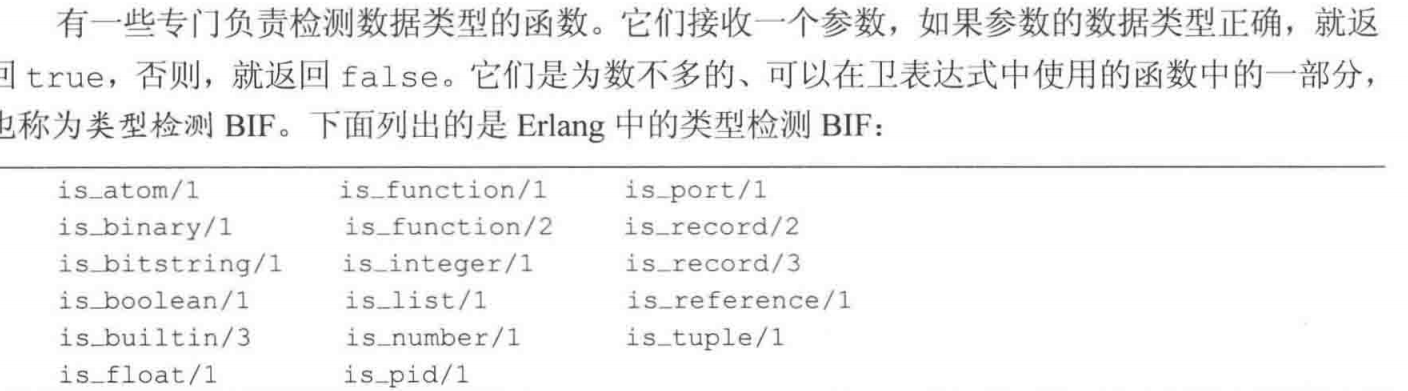 有一些专门负责检测数据类型的函数。它们接收一个参数，如果参数的数据类型正确，就返
回 true，否则，就返回 false。它们是为数不多的、可以在卫表达式中使用的函数中的一部分，
也称为类型检测 BIF。下面列出的是 Erlang 中的类型检测 BIF：
is_atom/1 is_function/1 is_port/1
is_binary/1 is_function/2 is_record/2
is_bitstring/1 is_integer/1 is_record/3
is_boolean/1 is_list/1 is_reference/1
is_builtin/3 is_number/1 is_tuple/1
is_float/1 is_pid/1